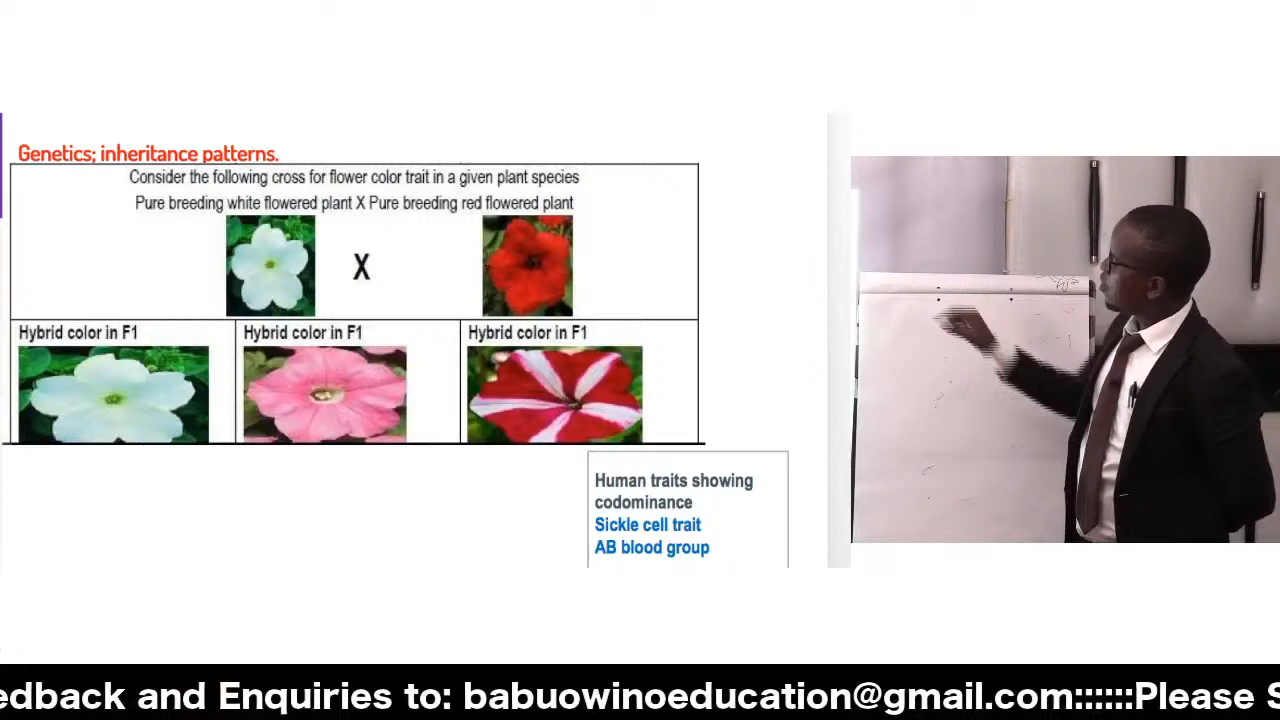 Genetics; inheritance patterns.
Consider the following cross for flower color trait in a given plant species
Pure breeding white flowered plant X Pure breeding red flowered plant
X
Hybrid color in F1
Hybrid color in F1
Hybrid color in F1
Human traits showing
codominance
Sickle cell trait
AB blood group
edback and Enquiries to: babuowinoeducation@gmail.com::::::Please S